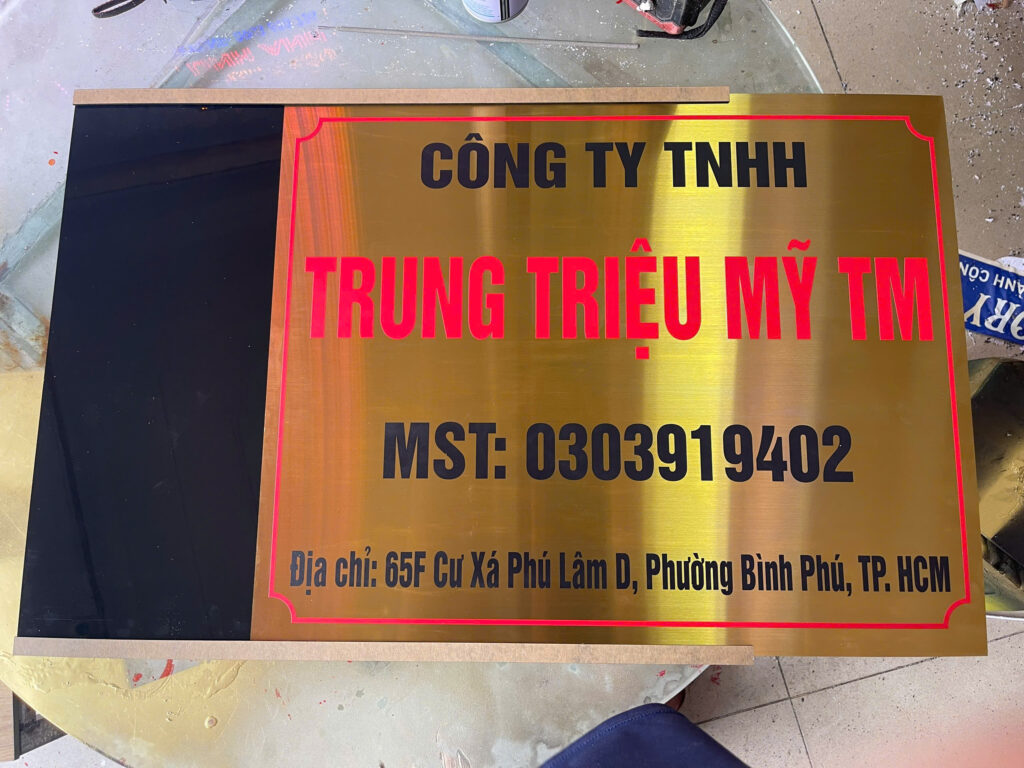 CÔNG TY TNHH
TRUNG TRIỆU MỸ TM
MST: 0303919402
Địa chỉ: 65F Cư Xá Phú Lâm D, Phường Bình Phú, TP. HCM